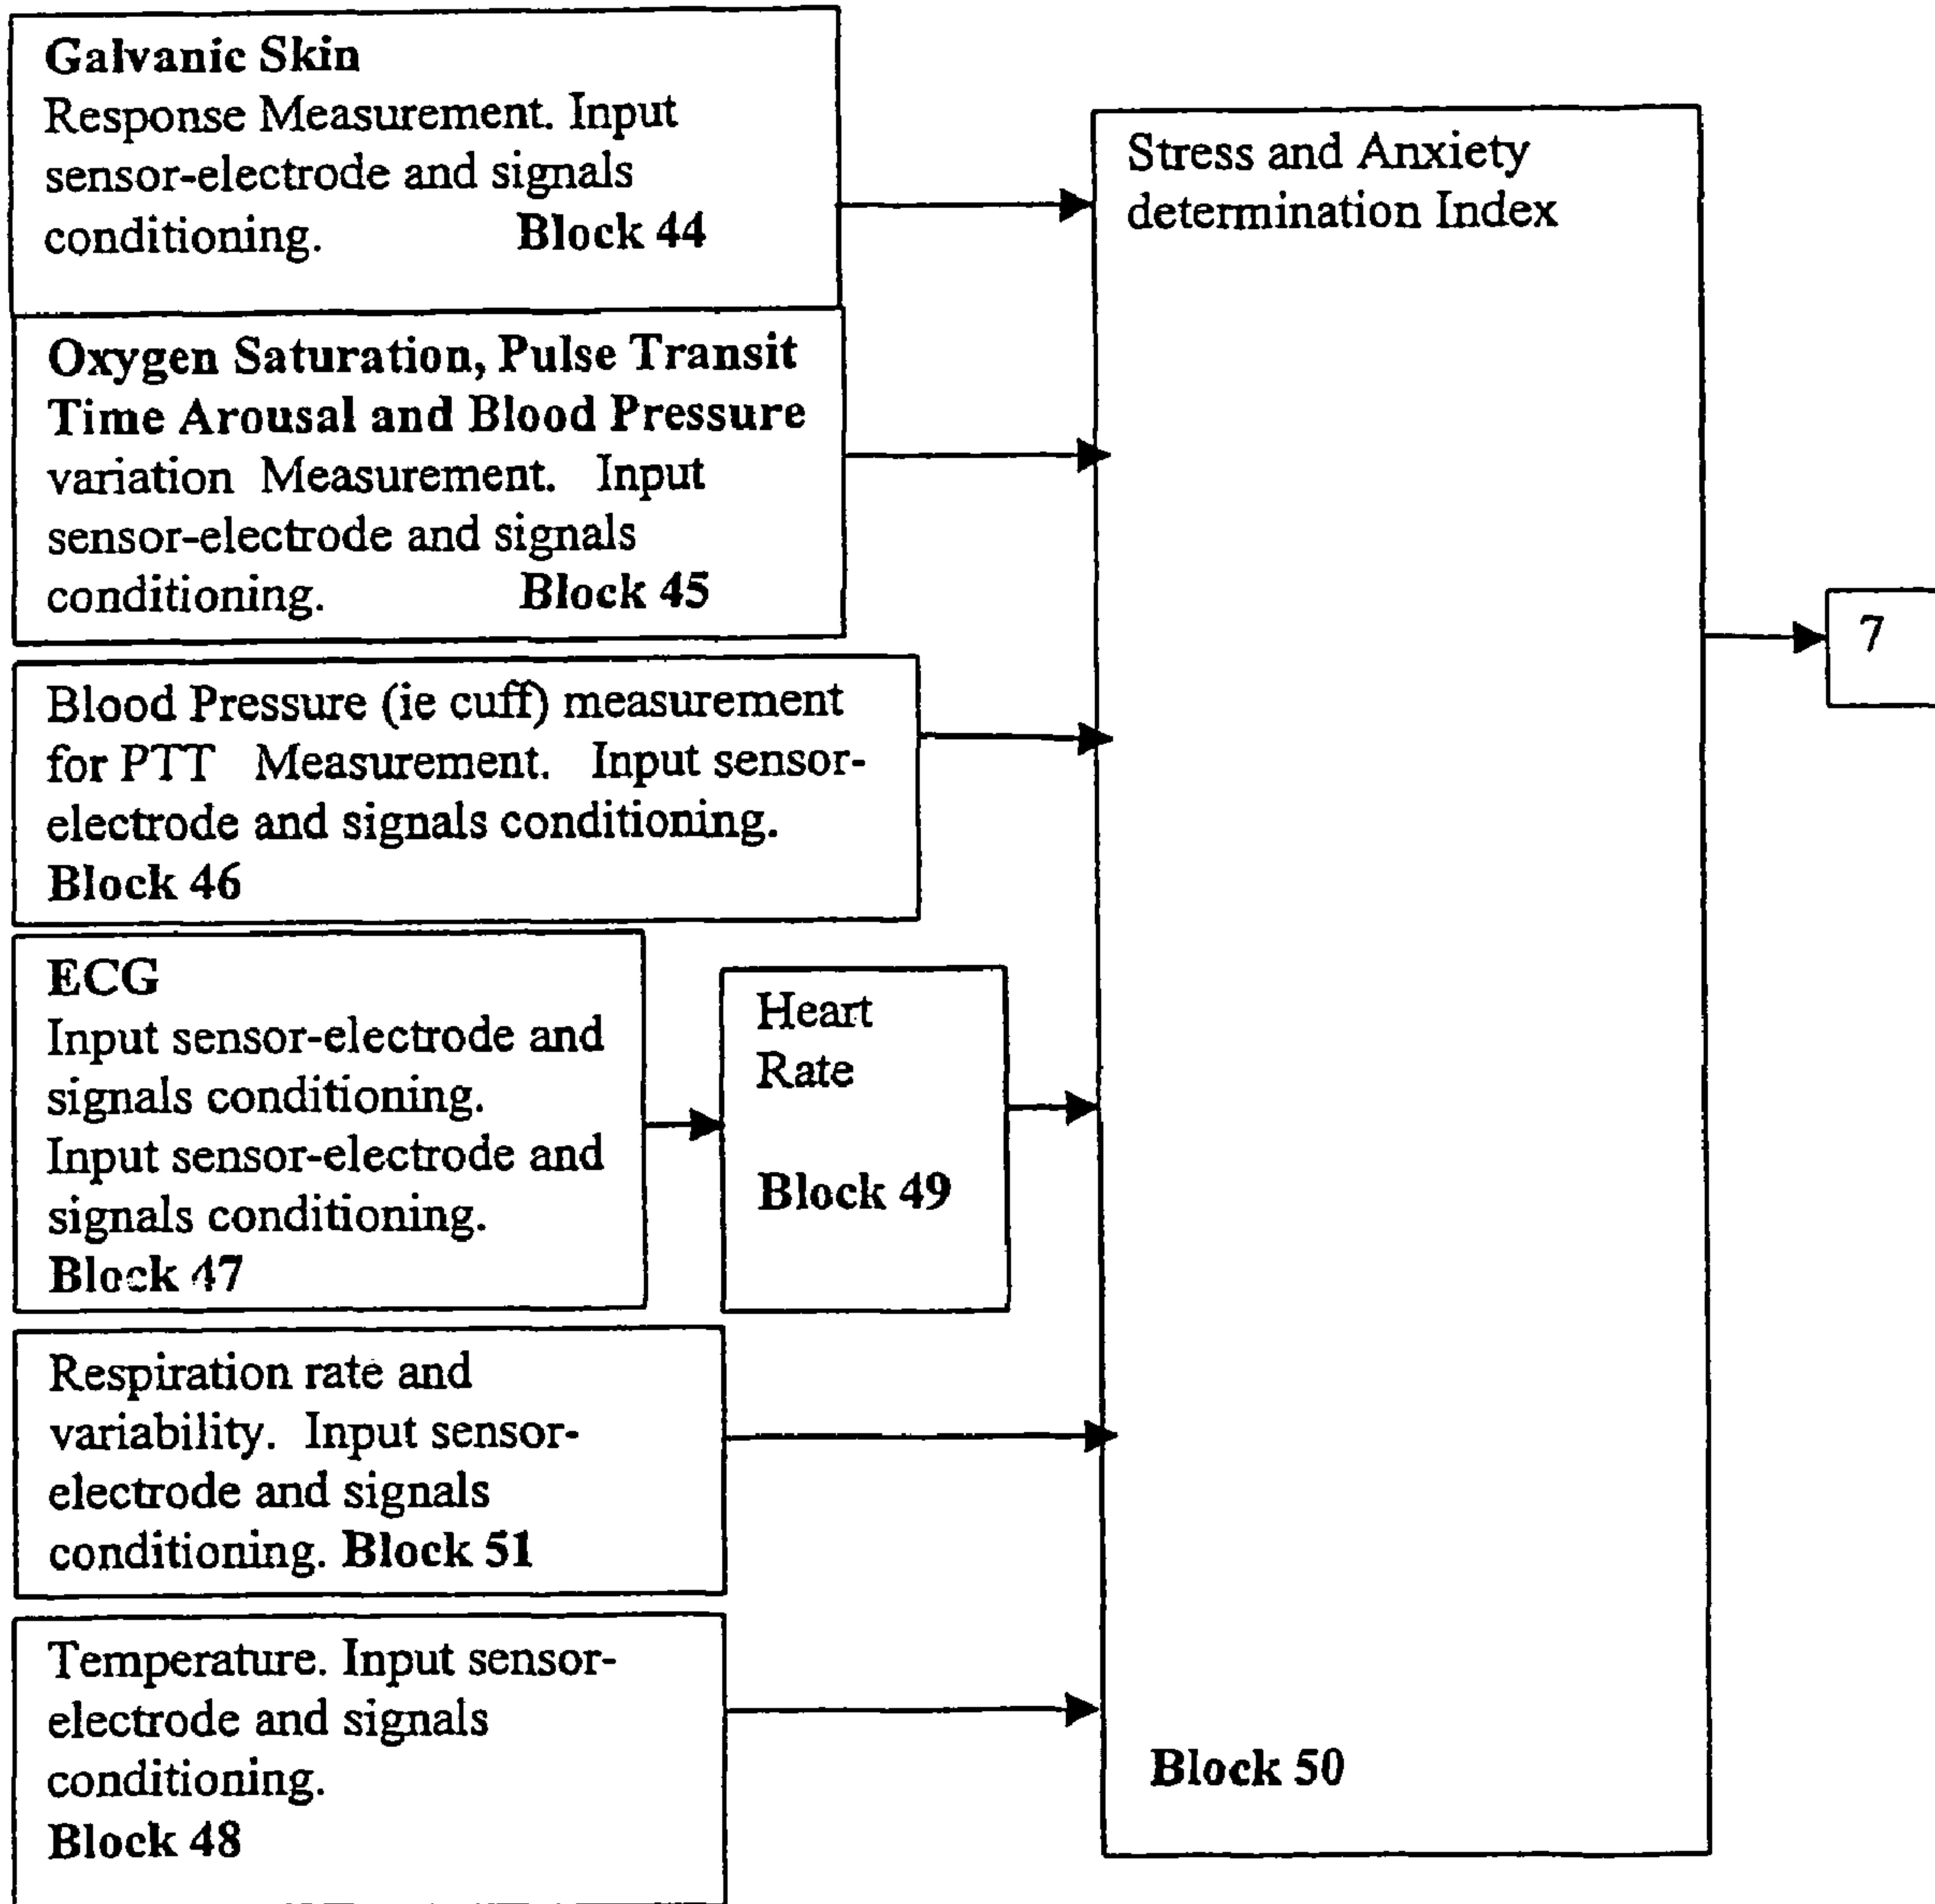 Galvanic Skin
Response Measurement. Input
sensor-electrode and signals
conditioning. Block 44
Oxygen Saturation, Pulse Transit
Time Arousal and Blood Pressure
variation Measurement. Input
sensor-electrode and signals
conditioning. Block 45
Blood Pressure (ie cuff) measurement
for PTT Measurement. Input sensor-
electrode and signals conditioning.
Block 46
ECG
Input sensor-electrode and
signals conditioning.
Input sensor-electrode and
signals conditioning.
Block 47
Heart
Rate
Block 49
Respiration rate and
variability. Input sensor-
electrode and signals
conditioning. Block 51
Temperature. Input sensor-
electrode and signals
conditioning.
Block 48
Stress and Anxiety
determination Index
Block 50
7